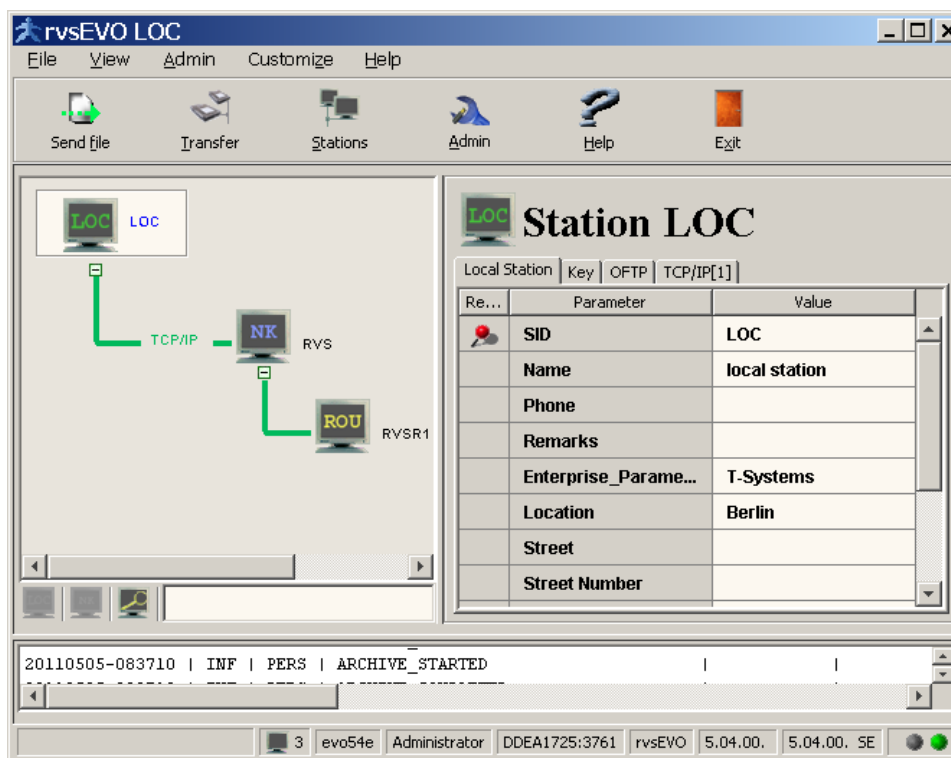 rvsEVO LOC
File View Admin Customize Help
Send file Transfer Stations Admin Help Exit
LOC LOC
TCP/IP NK RVS
ROU RVSR1
LOC Station LOC
Local Station Key OFTP TCP/IP[1]
Re... Parameter Value
SID LOC
Name local station
Phone
Remarks
Enterprise_Parame... T-Systems
Location Berlin
Street
Street Number
20110505-083710 | INF | PERS | ARCHIVE_STARTED | |
3 evo54e Administrator DDEA1725:3761 rvsEVO 5.04.00. 5.04.00. SE